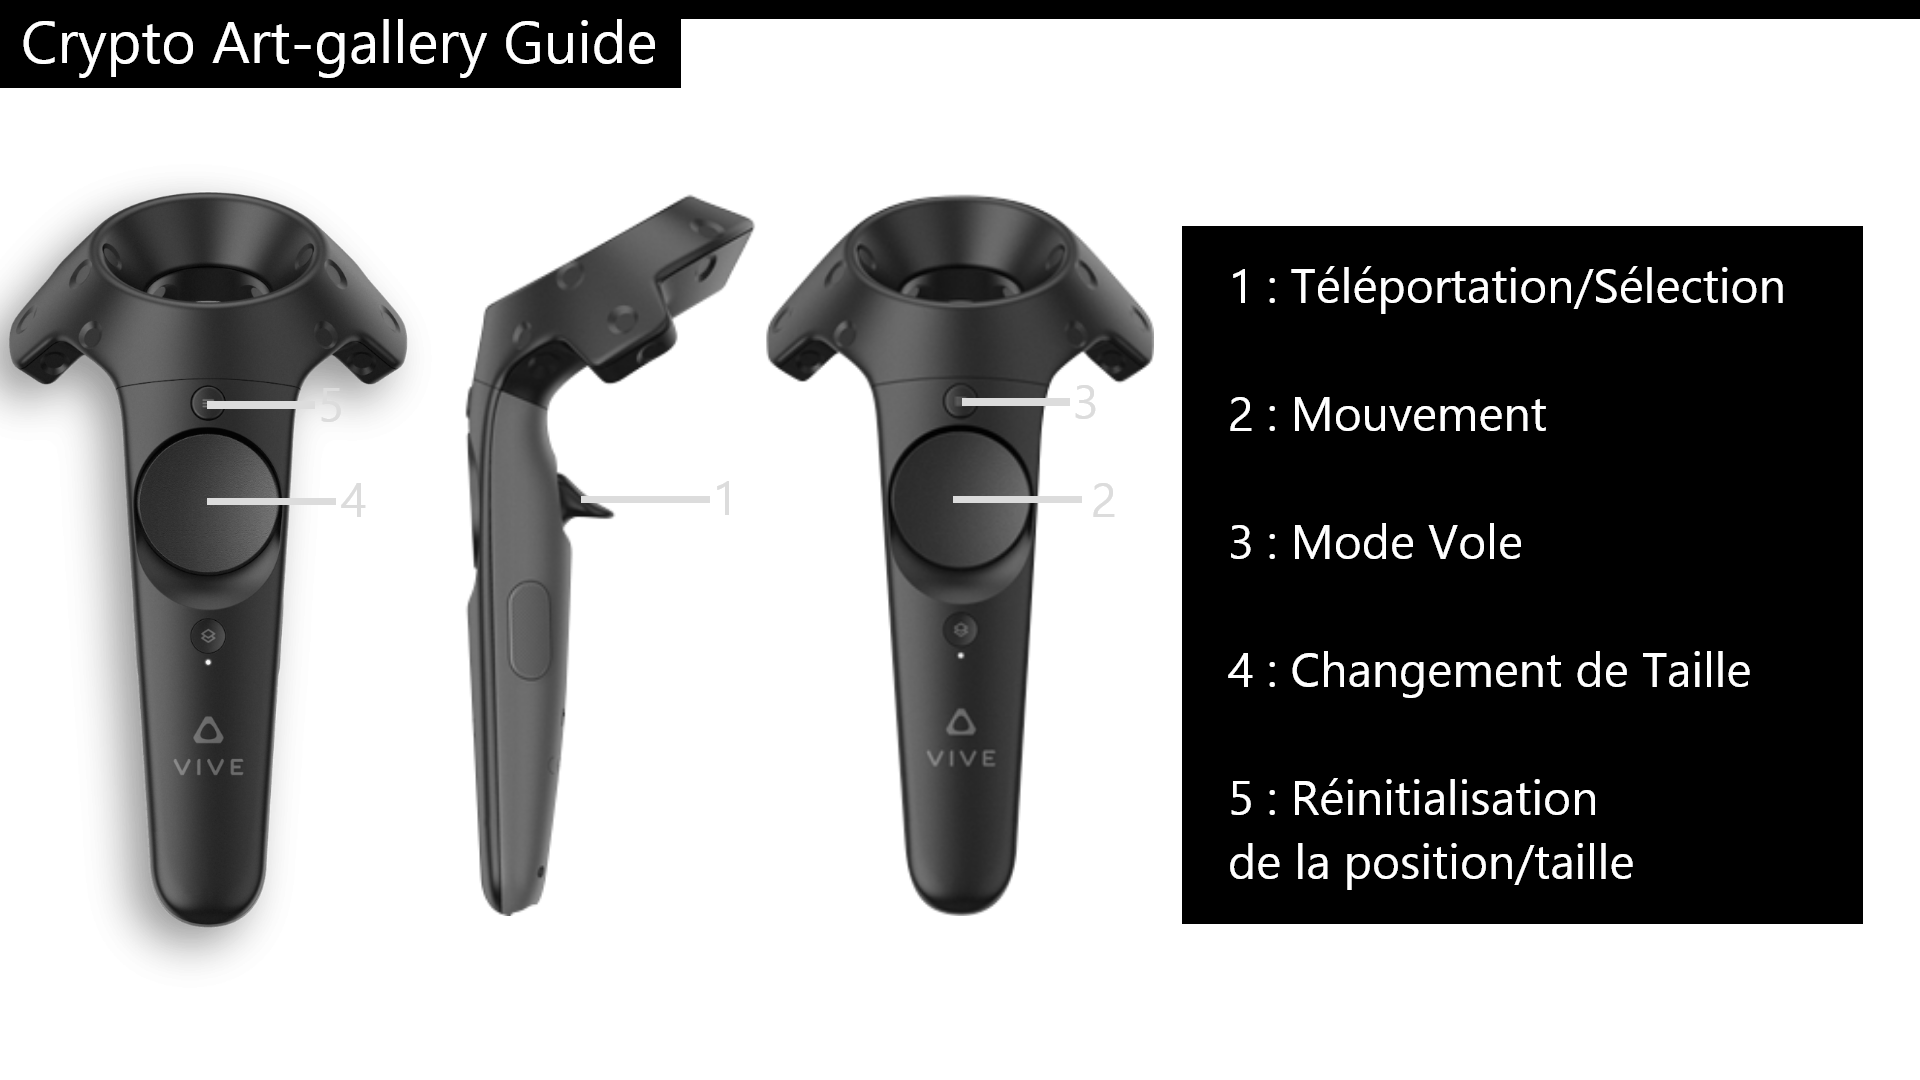 Crypto Art-gallery Guide
5
4
VIVE
1
3
2
VIVE
1 : Téléportation/Sélection
2 : Mouvement
3 : Mode Vole
4 : Changement de Taille
5 : Réinitialisation
de la position/taille